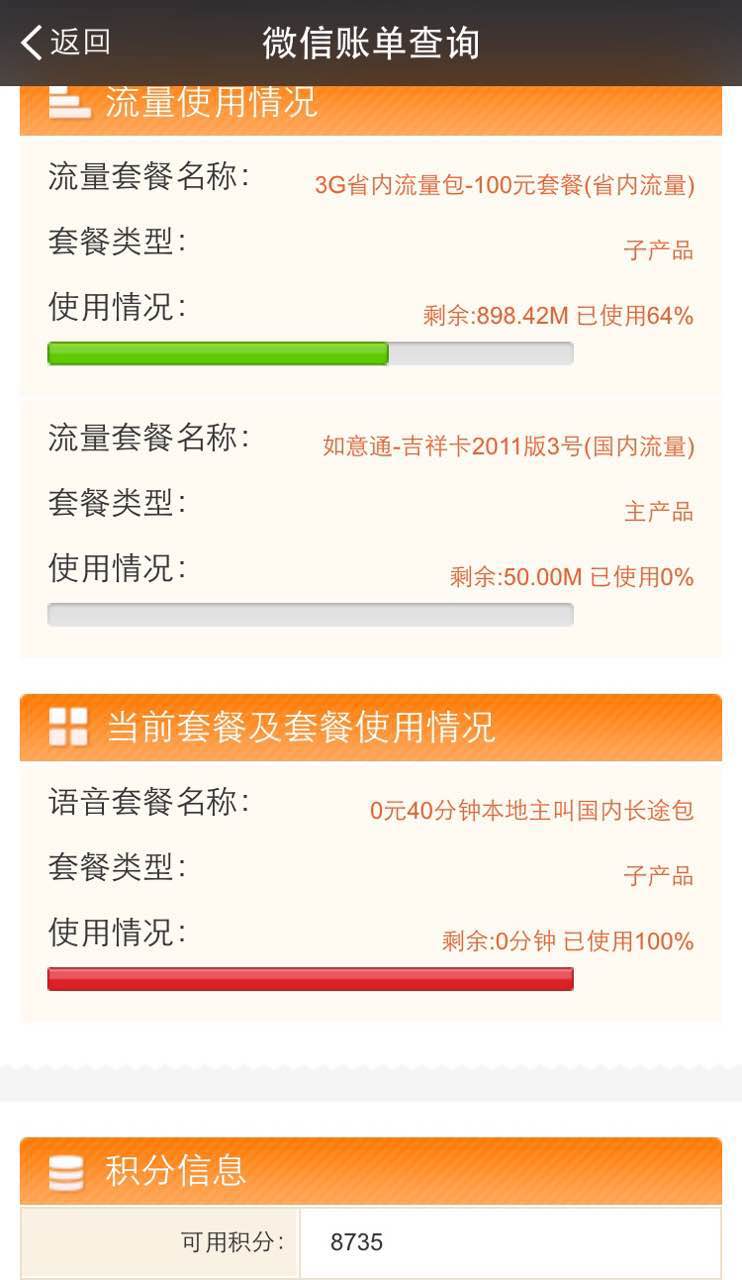 返回 微信账单查询
流量使用情况
流量套餐名称: 3G省内流量包-100元套餐(省内流量)
套餐类型: 子产品
使用情况: 剩余:898.42M 已使用64%
流量套餐名称: 如意通-吉祥卡2011版3号(国内流量)
套餐类型: 主产品
使用情况: 剩余:50.00M 已使用0%
当前套餐及套餐使用情况
语音套餐名称: 0元40分钟本地主叫国内长途包
套餐类型: 子产品
使用情况: 剩余:0分钟 已使用100%
积分信息
可用积分: 8735